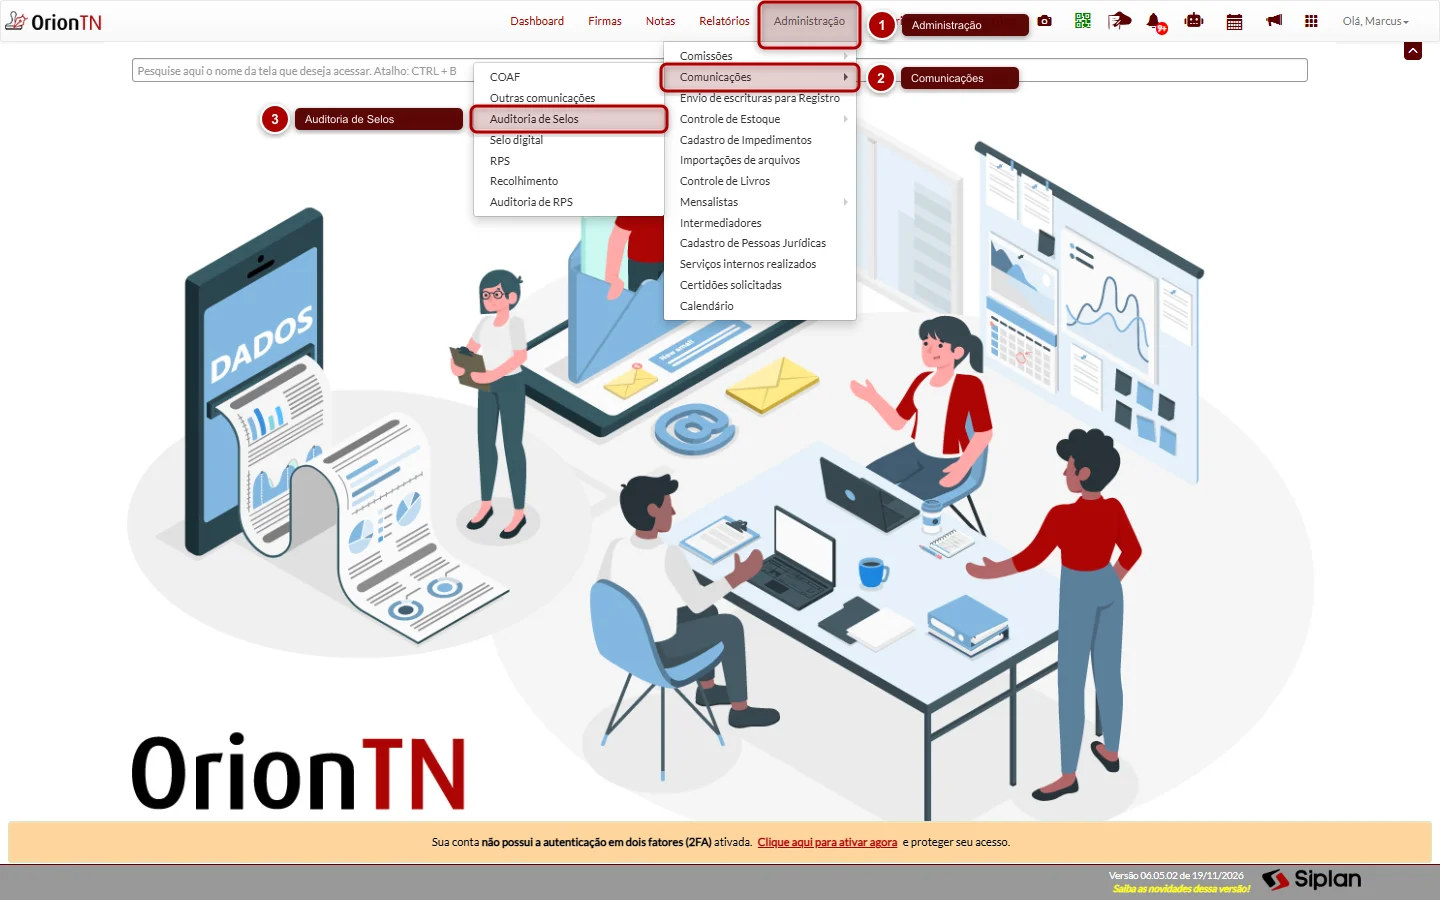 OrionTN
Dashboard
Firmas
Notas
Relatórios
Administração
1
Administração
9+
Olá, Marcus
Pesquise aqui o nome da tela que deseja acessar. Atalho: CTRL + B
Comissões
Comunicações
2
Comunicações
Envio de escrituras para Registro
Controle de Estoque
Cadastro de Impedimentos
Importações de arquivos
Controle de Livros
Mensalistas
Intermediadores
Cadastro de Pessoas Jurídicas
Serviços internos realizados
Certidões solicitadas
Calendário
COAF
Outras comunicações
3
Auditoria de Selos
Auditoria de Selos
Selo digital
RPS
Recolhimento
Auditoria de RPS
DADOS
New email
@
OrionTN
Sua conta não possui a autenticação em dois fatores (2FA) ativada. Clique aqui para ativar agora e proteger seu acesso.
Versão 06.05.02 de 19/11/2026
Saiba as novidades dessa versão!
Siplan